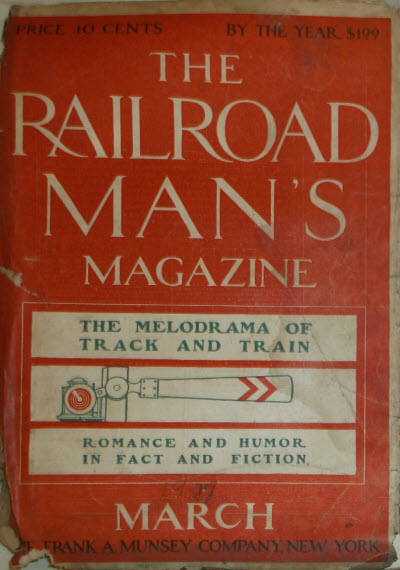 PRICE 10 CENTS BY THE YEAR $1.00
THE
RAILROAD
MAN'S
MAGAZINE
THE MELODRAMA OF
TRACK AND TRAIN
ROMANCE AND HUMOR
IN FACT AND FICTION
MARCH
FRANK A. MUNSEY COMPANY, NEW YORK